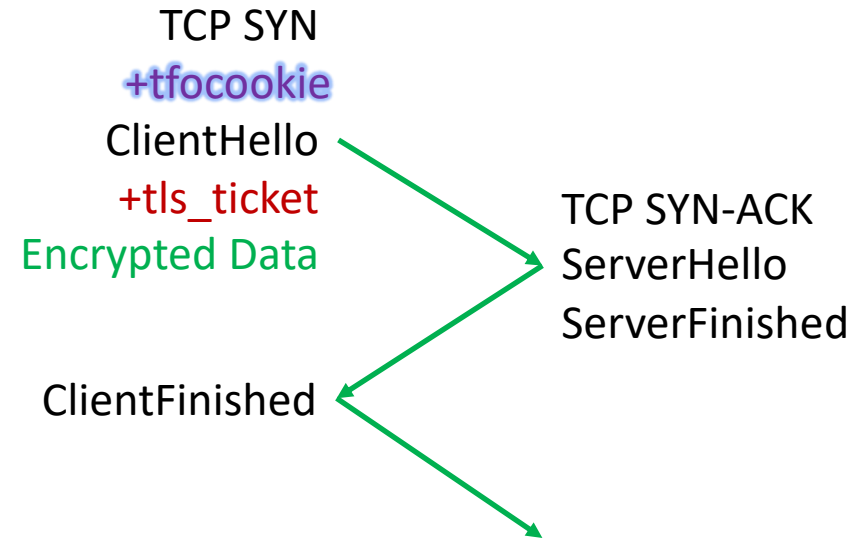 TCP SYN
+tfocookie
ClientHello
+tls_ticket
Encrypted Data
TCP SYN-ACK
ServerHello
ServerFinished
ClientFinished